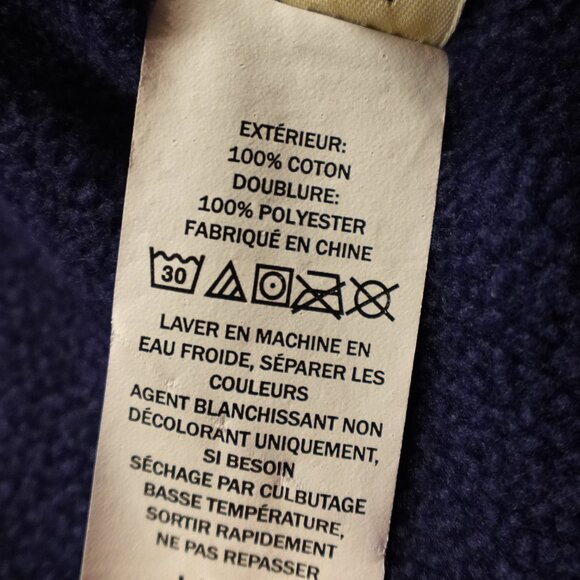 EXTÉRIEUR:
100% COTON
DOUBLURE:
100% POLYESTER
FABRIQUÉ EN CHINE
30
LAVER EN MACHINE EN
EAU FROIDE, SÉPARER LES
COULEURS
AGENT BLANCHISSANT NON
DÉCOLORANT UNIQUEMENT,
SI BESOIN
SÉCHAGE PAR CULBUTAGE
BASSE TEMPÉRATURE,
SORTIR RAPIDEMENT
NE PAS REPASSER